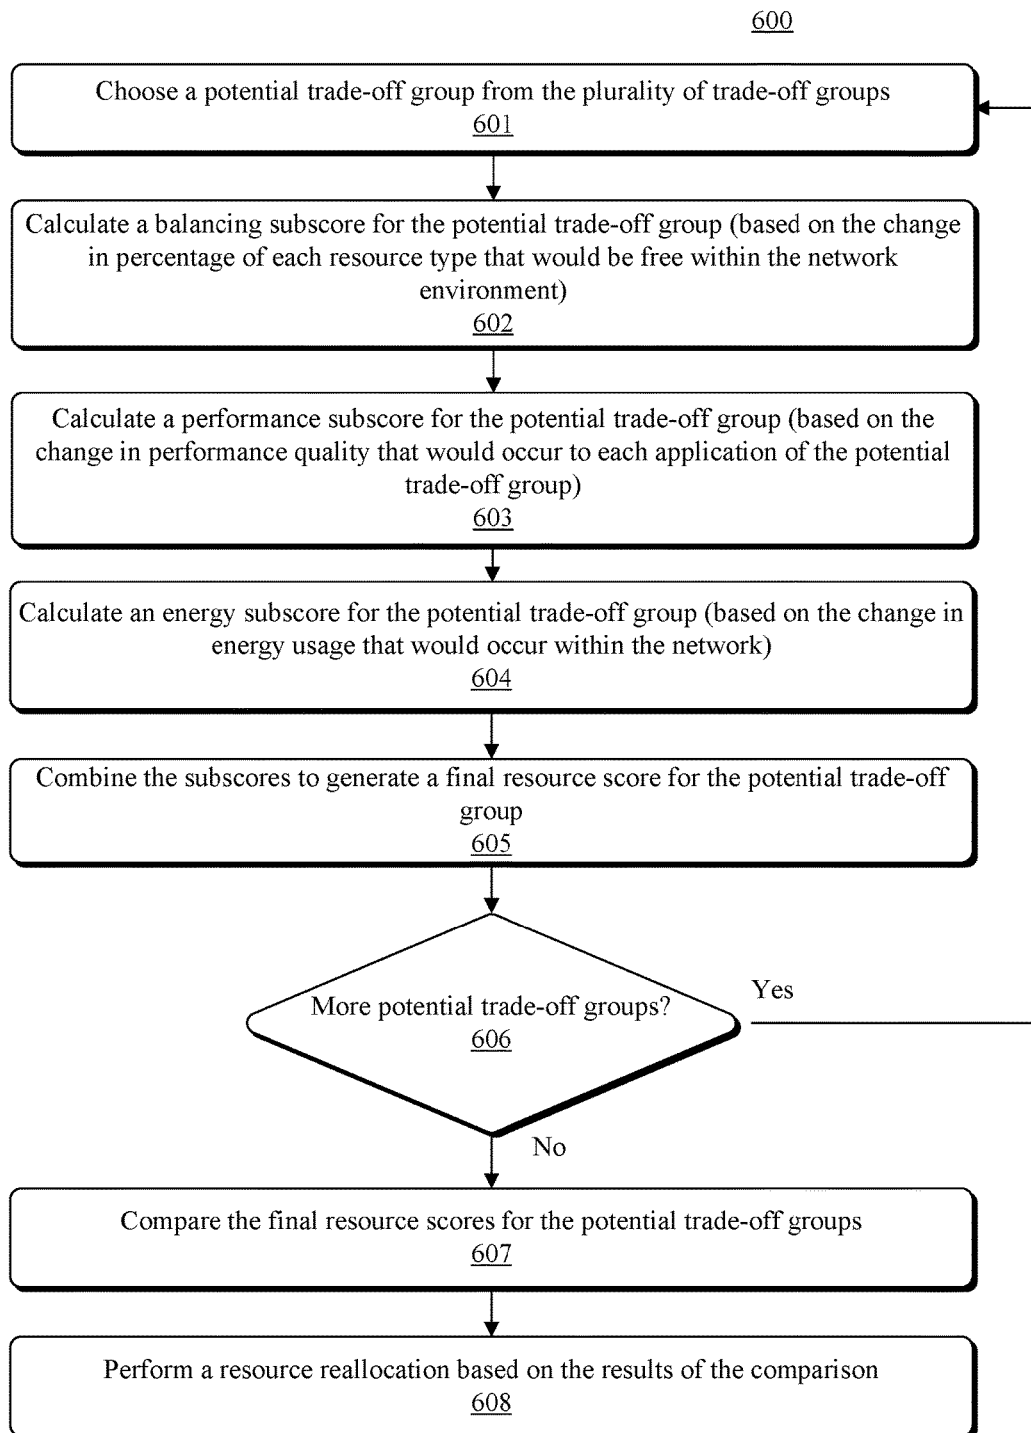 600
Choose a potential trade-off group from the plurality of trade-off groups
601
Calculate a balancing subscore for the potential trade-off group (based on the change
in percentage of each resource type that would be free within the network
environment)
602
Calculate a performance subscore for the potential trade-off group (based on the
change in performance quality that would occur to each application of the potential
trade-off group)
603
Calculate an energy subscore for the potential trade-off group (based on the change in
energy usage that would occur within the network)
604
Combine the subscores to generate a final resource score for the potential trade-off
group
605
More potential trade-off groups?
606
Yes
No
Compare the final resource scores for the potential trade-off groups
607
Perform a resource reallocation based on the results of the comparison
608